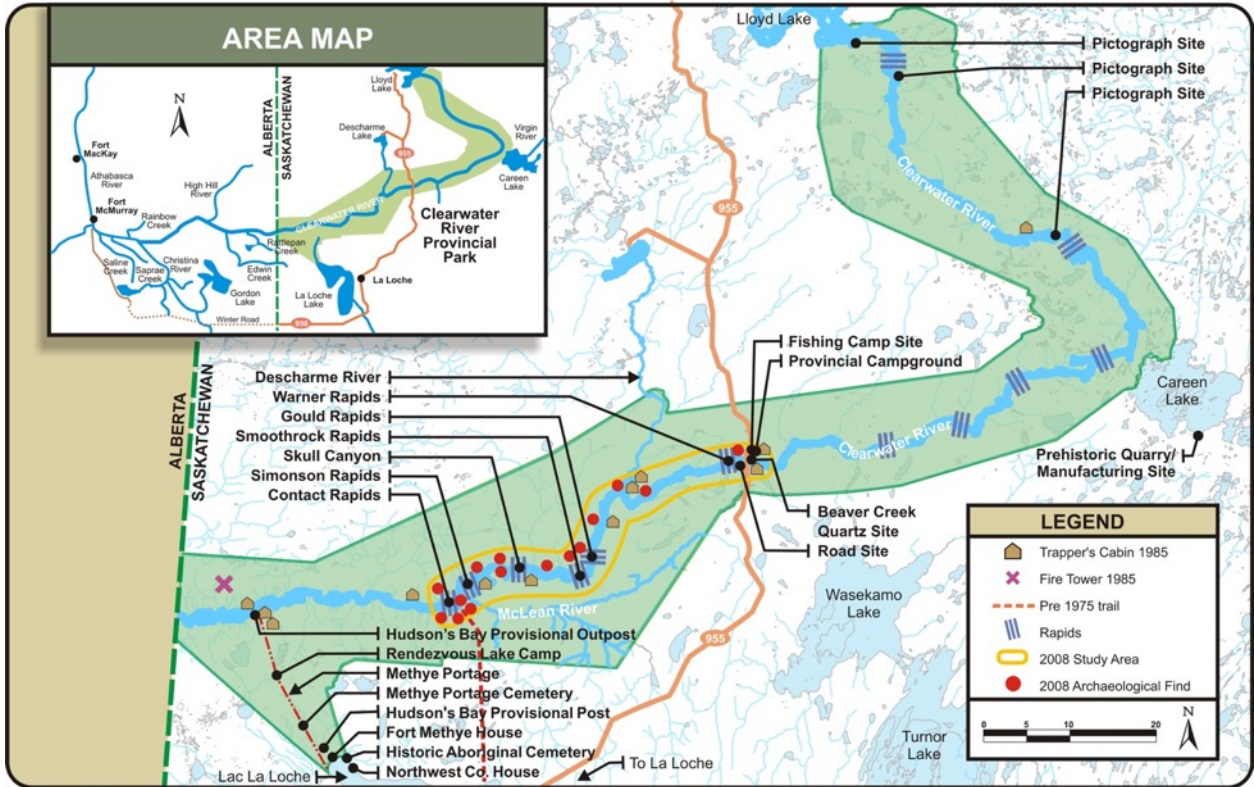 AREA MAP
N
ALBERTA
SASKATCHEWAN
Fort
MacKay
Athabasca
River
Fort
McMurray
High Hill
River
Rainbow
Creek
Saline
Creek
Saprae
Creek
Christina
River
Gordon
Lake
Edwin
Creek
Rattlepan
Creek
Winter Road
956
La Loche
Lake
La Loche
CLEARWATER RIVER
Clearwater
River
Provincial
Park
Descharme
Lake
955
Lloyd
Lake
Virgin
River
Careen
Lake
Lloyd Lake
Pictograph Site
Pictograph Site
Pictograph Site
Clearwater River
955
Fishing Camp Site
Provincial Campground
Descharme River
Warner Rapids
Gould Rapids
Smoothrock Rapids
Skull Canyon
Simonson Rapids
Contact Rapids
ALBERTA
SASKATCHEWAN
Clearwater River
Careen
Lake
Prehistoric Quarry/
Manufacturing Site
Beaver Creek
Quartz Site
Road Site
McLean River
Wasekamo
Lake
955
Turnor
Lake
Hudson's Bay Provisional Outpost
Rendezvous Lake Camp
Methye Portage
Methye Portage Cemetery
Hudson's Bay Provisional Post
Fort Methye House
Historic Aboriginal Cemetery
Northwest Co. House
Lac La Loche
To La Loche
LEGEND
Trapper's Cabin 1985
Fire Tower 1985
Pre 1975 trail
Rapids
2008 Study Area
2008 Archaeological Find
0 5 10 20
N